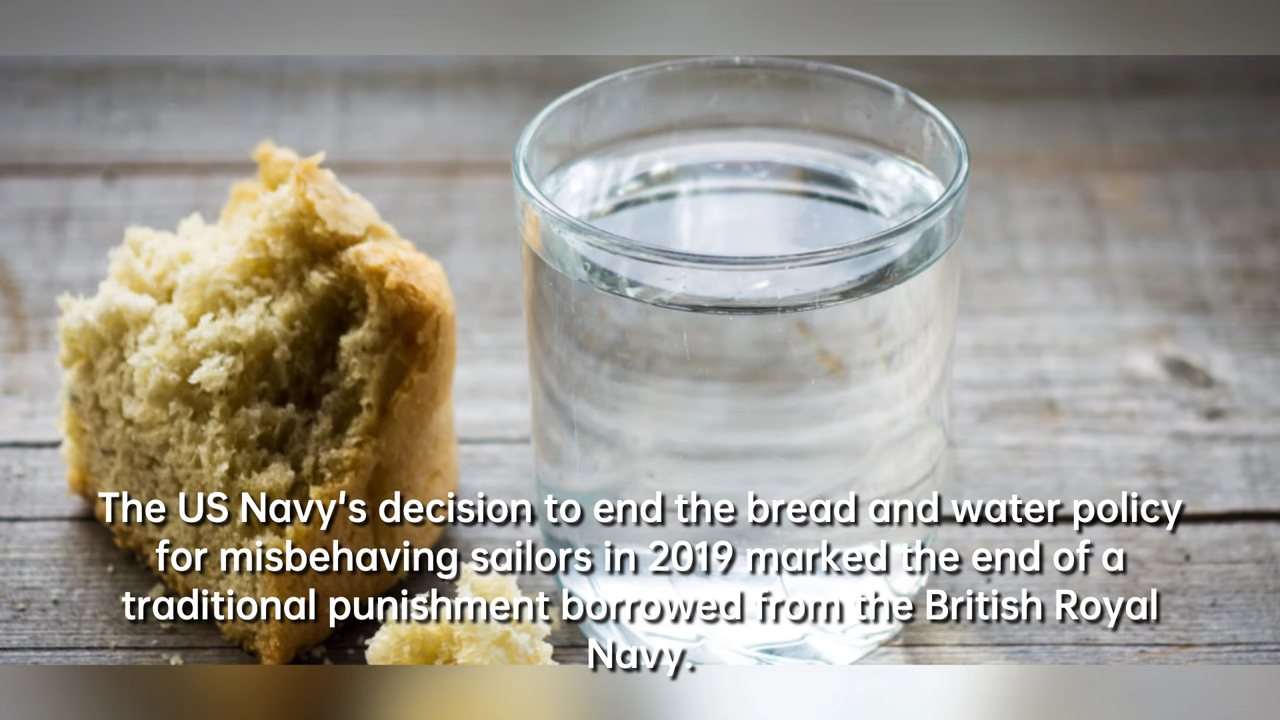 The US Navy's decision to end the bread and water policy
for misbehaving sailors in 2019 marked the end of a
traditional punishment borrowed from the British Royal
Navy.